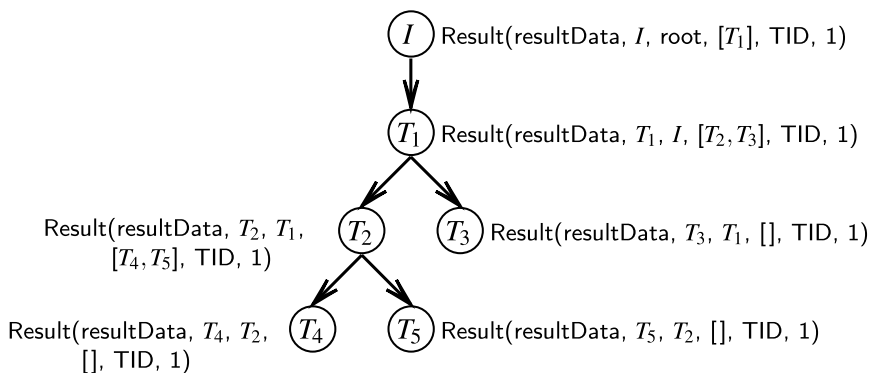 I Result(resultData, I, root, [T₁], TID, 1)
T₁ Result(resultData, T₁, I, [T₂,T₃], TID, 1)
Result(resultData, T₂, T₁,
[T₄,T₅], TID, 1)
T₂
T₃ Result(resultData, T₃, T₁, [], TID, 1)
Result(resultData, T₄, T₂,
[], TID, 1)
T₄
T₅ Result(resultData, T₅, T₂, [], TID, 1)